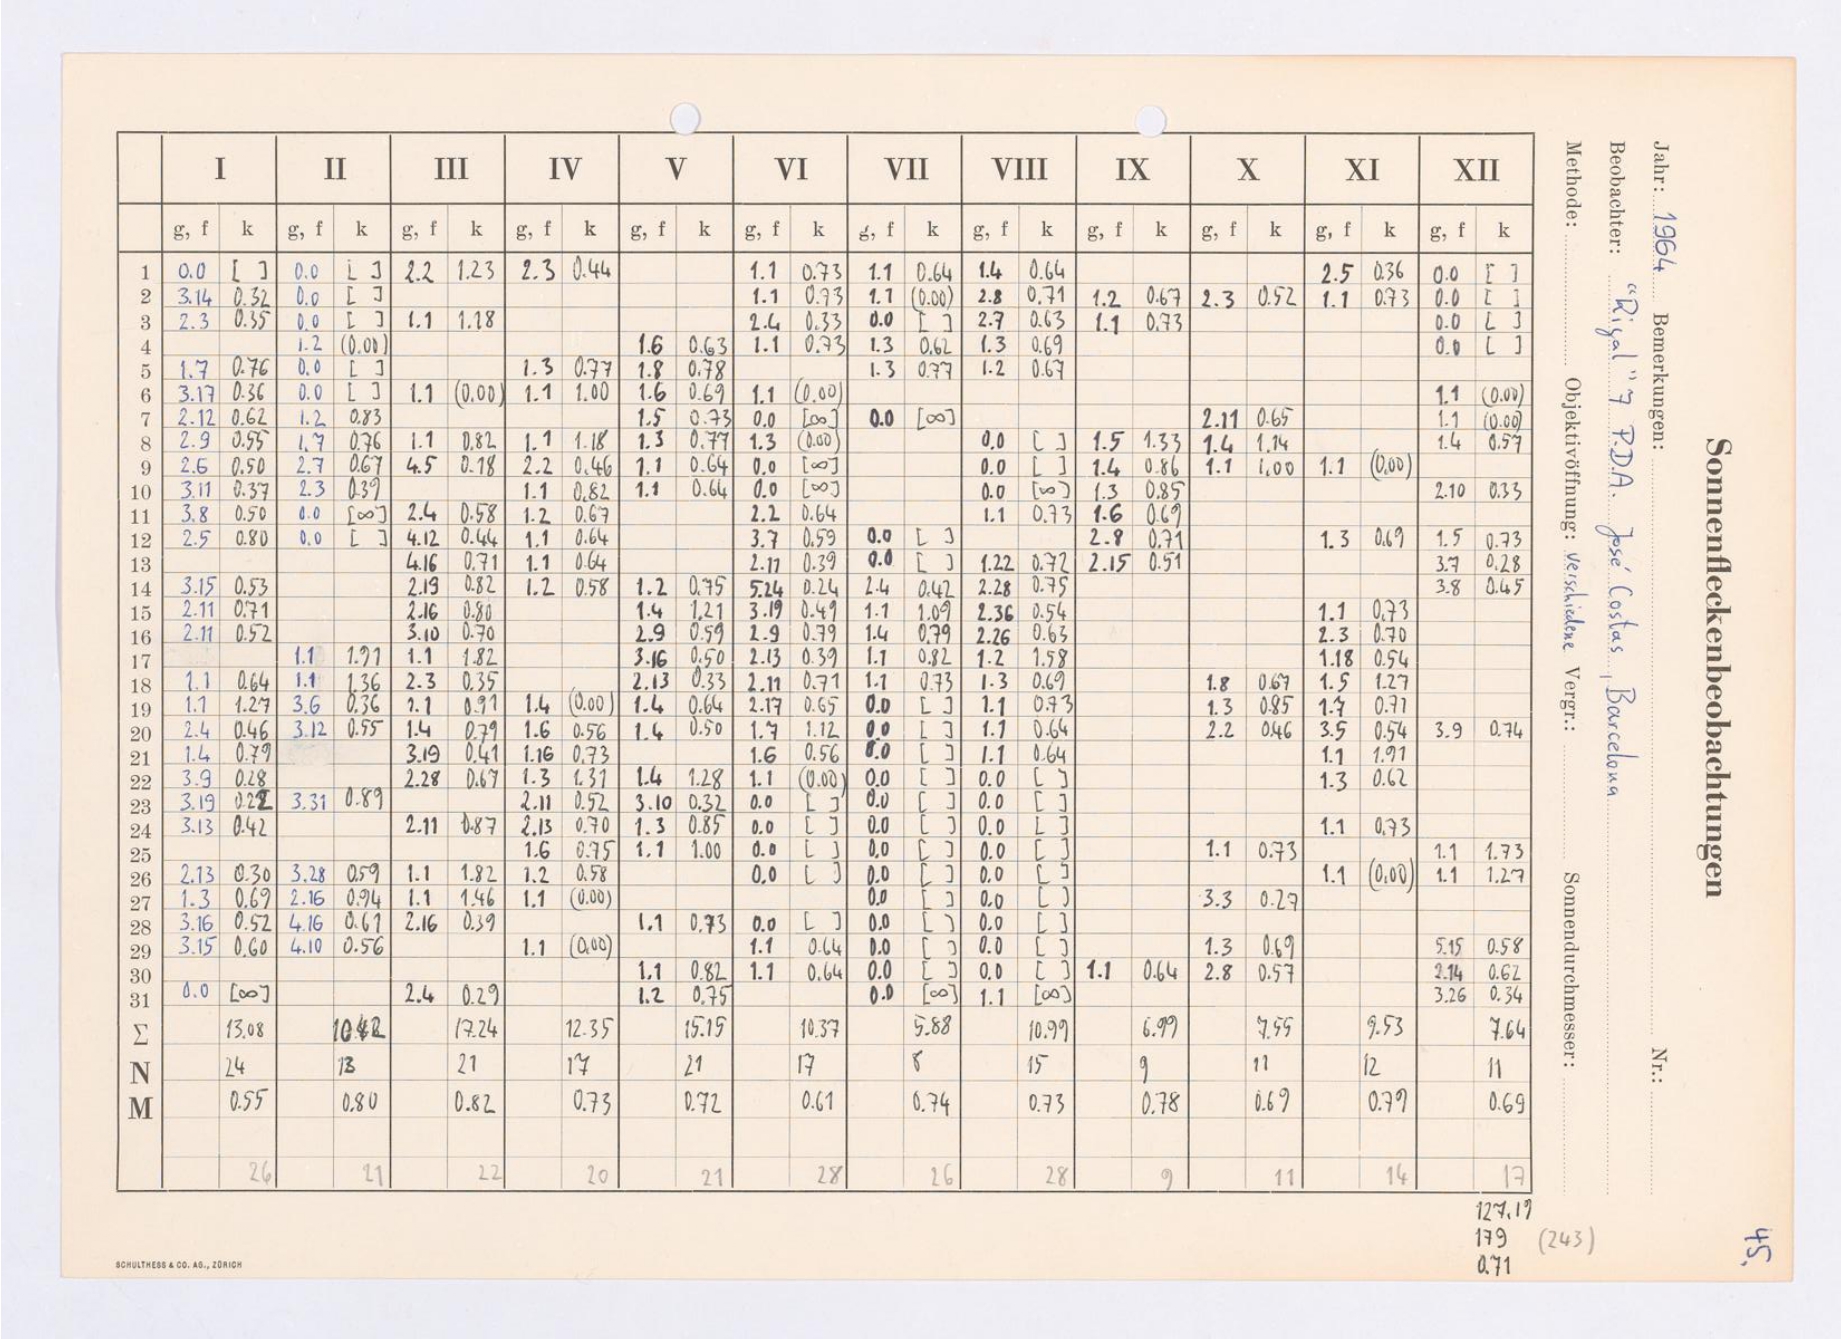 Sonnenfleckenbeobachtungen
Jahr: 1964 Bemerkungen: Nr.:
Beobachter: "Rigal" 7 P.D.A. José Costas, Barcelona
Methode: Objektivöffnung: verschiedene Vergr.: Sonnendurchmesser:
I II III IV V VI VII VIII IX X XI XII
g, f k g, f k g, f k g, f k g, f k g, f k g, f k g, f k g, f k g, f k g, f k g, f k
1 0.0 [ ] 0.0 [ ] 2.2 1.23 2.3 0.44 1.1 0.73 1.1 0.64 1.4 0.64 2.5 0.36 0.0 [ ]
2 3.14 0.32 0.0 [ ] 1.1 0.73 1.1 (0.00) 2.8 0.71 1.2 0.67 2.3 0.52 1.1 0.73 0.0 [ ]
3 2.3 0.35 0.0 [ ] 1.1 1.18 2.4 0.33 0.0 [ ] 2.7 0.63 1.1 0.73 0.0 [ ]
4 1.2 (0.00) 1.6 0.63 1.1 0.73 1.3 0.62 1.3 0.69 0.0 [ ]
5 1.7 0.76 0.0 [ ] 1.3 0.77 1.8 0.78 1.3 0.77 1.2 0.67
6 3.17 0.36 0.0 [ ] 1.1 (0.00) 1.1 1.00 1.6 0.69 1.1 (0.00) 1.1 (0.00)
7 2.12 0.62 1.2 0.83 1.5 0.73 0.0 [∞] 0.0 [∞] 2.11 0.65 1.1 (0.00)
8 2.9 0.55 1.7 0.76 1.1 0.82 1.1 1.18 1.3 0.77 1.3 (0.00) 0.0 [ ] 1.5 1.33 1.4 1.14 1.4 0.57
9 2.6 0.50 2.7 0.67 4.5 0.18 2.2 0.46 1.1 0.64 0.0 [∞] 0.0 [ ] 1.4 0.86 1.1 1.00 1.1 (0.00)
10 3.11 0.37 2.3 0.39 1.1 0.82 1.1 0.64 0.0 [∞] 0.0 [∞] 1.3 0.85 2.10 0.33
11 3.8 0.50 0.0 [∞] 2.4 0.58 1.2 0.67 2.2 0.64 1.1 0.73 1.6 0.69
12 2.5 0.80 0.0 [ ] 4.12 0.44 1.1 0.64 3.7 0.59 0.0 [ ] 2.8 0.71 1.3 0.69 1.5 0.73
13 4.16 0.71 1.1 0.64 2.11 0.39 0.0 [ ] 1.22 0.72 2.15 0.51 3.7 0.28
14 3.15 0.53 2.19 0.82 1.2 0.58 1.2 0.75 5.24 0.24 2.4 0.42 2.28 0.75 3.8 0.45
15 2.11 0.71 2.16 0.80 1.4 1.21 3.19 0.49 1.1 1.09 2.36 0.54 1.1 0.73
16 2.11 0.52 3.10 0.70 2.9 0.59 2.9 0.79 1.4 0.79 2.26 0.63 2.3 0.70
17 1.1 1.91 1.1 1.82 3.16 0.50 2.13 0.39 1.1 0.82 1.2 1.58 1.18 0.54
18 1.1 0.64 1.1 1.36 2.3 0.35 2.13 0.33 2.11 0.71 1.1 0.73 1.3 0.69 1.8 0.67 1.5 1.27
19 1.1 1.27 3.6 0.36 1.1 0.91 1.4 (0.00) 1.4 0.64 2.17 0.65 0.0 [ ] 1.1 0.73 1.3 0.85 1.7 0.71
20 2.4 0.46 3.12 0.55 1.4 0.79 1.6 0.56 1.4 0.50 1.7 1.12 0.0 [ ] 1.1 0.64 2.2 0.46 3.5 0.54 3.9 0.74
21 1.4 0.79 3.19 0.41 1.16 0.73 1.6 0.56 0.0 [ ] 1.1 0.64 1.1 1.91
22 3.9 0.28 2.28 0.67 1.3 1.31 1.4 1.28 1.1 (0.00) 0.0 [ ] 0.0 [ ] 1.3 0.62
23 3.19 0.22 3.31 0.89 2.11 0.52 3.10 0.32 0.0 [ ] 0.0 [ ] 0.0 [ ]
24 3.13 0.42 2.11 0.87 2.13 0.70 1.3 0.85 0.0 [ ] 0.0 [ ] 0.0 [ ] 1.1 0.73
25 1.6 0.75 1.1 1.00 0.0 [ ] 0.0 [ ] 0.0 [ ] 1.1 0.73 1.1 1.73
26 2.13 0.30 3.28 0.59 1.1 1.82 1.2 0.58 0.0 [ ] 0.0 [ ] 0.0 [ ] 1.1 (0.00) 1.1 1.27
27 1.3 0.69 2.16 0.94 1.1 1.46 1.1 (0.00) 0.0 [ ] 0.0 [ ] 3.3 0.27
28 3.16 0.52 4.16 0.61 2.16 0.39 1.1 0.73 0.0 [ ] 0.0 [ ] 0.0 [ ]
29 3.15 0.60 4.10 0.56 1.1 (0.00) 1.1 0.64 0.0 [ ] 0.0 [ ] 1.3 0.69 5.15 0.58
30 1.1 0.82 1.1 0.64 0.0 [ ] 0.0 [ ] 1.1 0.64 2.8 0.57 2.14 0.62
31 0.0 [∞] 2.4 0.29 1.2 0.75 0.0 [∞] 1.1 [∞] 3.26 0.34
Σ 13.08 10.42 17.24 12.35 15.15 10.37 5.88 10.99 6.99 7.55 9.53 7.64
N 24 13 21 17 21 17 8 15 9 11 12 11
M 0.55 0.80 0.82 0.73 0.72 0.61 0.74 0.73 0.78 0.69 0.79 0.69
26 21 22 20 21 28 26 28 9 11 14 17
127.19
179 (243)
0.71
45.
SCHULTHESS & CO. AG., ZÜRICH